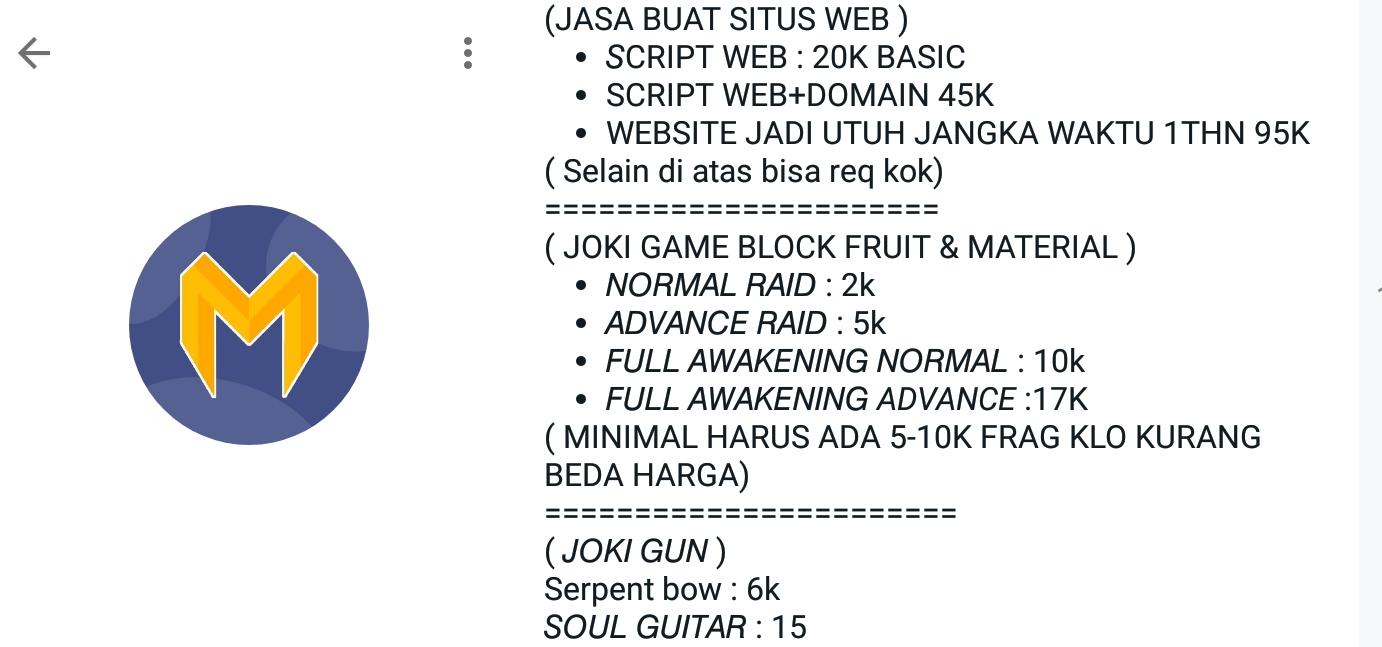 (JASA BUAT SITUS WEB )
• SCRIPT WEB : 20K BASIC
• SCRIPT WEB+DOMAIN 45K
• WEBSITE JADI UTUH JANGKA WAKTU 1THN 95K
( Selain di atas bisa req kok)
======================
( JOKI GAME BLOCK FRUIT & MATERIAL )
• NORMAL RAID : 2k
• ADVANCE RAID : 5k
• FULL AWAKENING NORMAL : 10k
• FULL AWAKENING ADVANCE :17K
( MINIMAL HARUS ADA 5-10K FRAG KLO KURANG
BEDA HARGA)
=======================
( JOKI GUN )
Serpent bow : 6k
SOUL GUITAR : 15
M